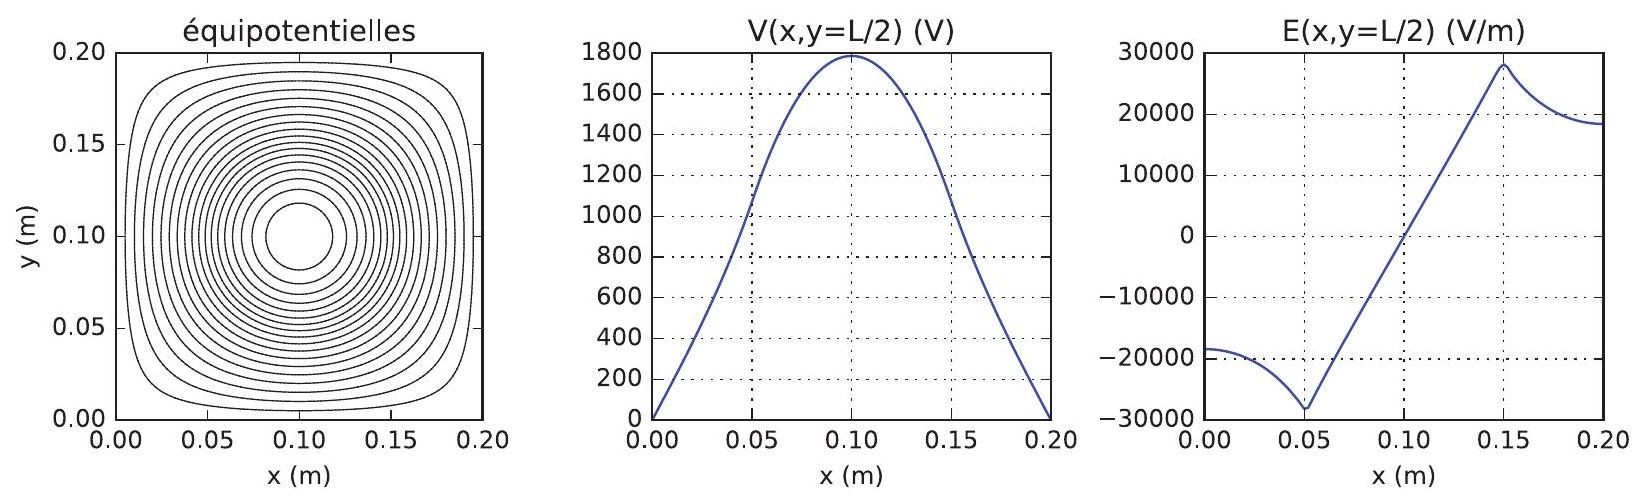 équipotentielles
0.20
0.15
0.10
0.05
0.00
y (m)
0.00 0.05 0.10 0.15 0.20
x (m)
V(x,y=L/2) (V)
1800
1600
1400
1200
1000
800
600
400
200
0
0.00 0.05 0.10 0.15 0.20
x (m)
E(x,y=L/2) (V/m)
30000
20000
10000
0
−10000
−20000
−30000
0.00 0.05 0.10 0.15 0.20
x (m)